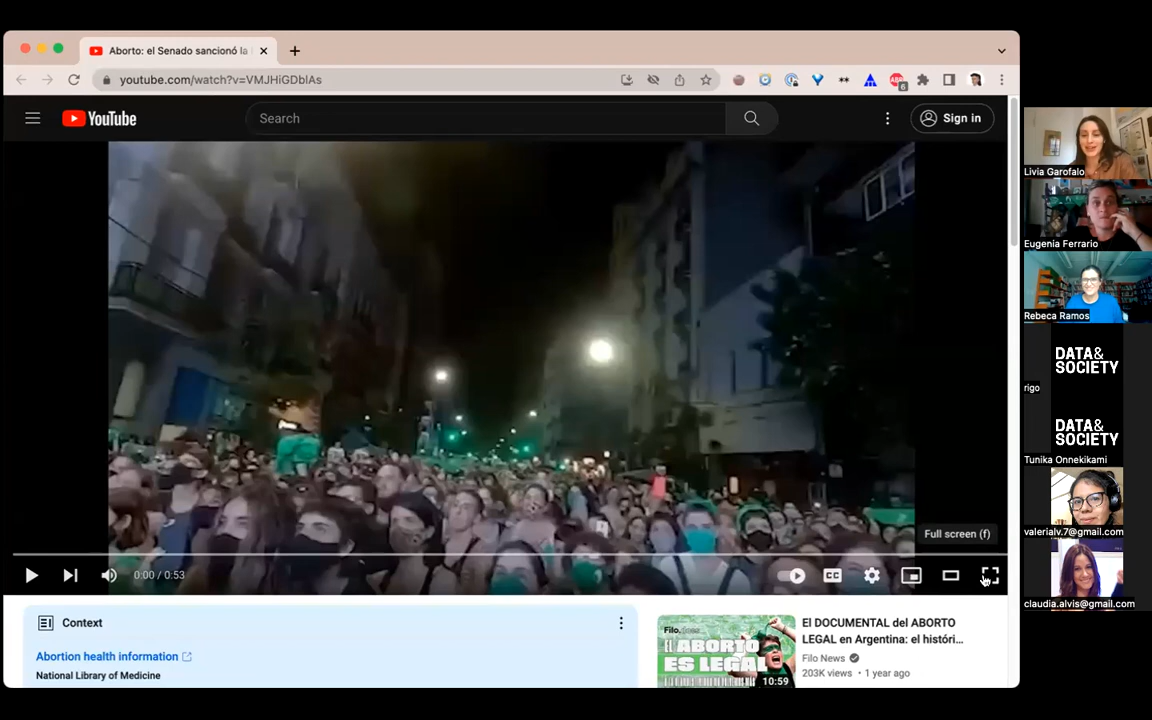 Aborto: el Senado sancionó la
youtube.com/watch?v=VMJHiGDblAs
6
YouTube
Search
Sign in
Full screen (f)
0:00 / 0:53
CC
Context
Abortion health information
National Library of Medicine
Filo.
EL ABORTO
ES LEGAL
10:59
El DOCUMENTAL del ABORTO
LEGAL en Argentina: el históri...
Filo News
203K views • 1 year ago
Livia Garofalo
Eugenia Ferrario
Rebeca Ramos
DATA&
SOCIETY
rigo
DATA&
SOCIETY
Tunika Onnekikami
valerialv.7@gmail.com
claudia.alvis@gmail.com